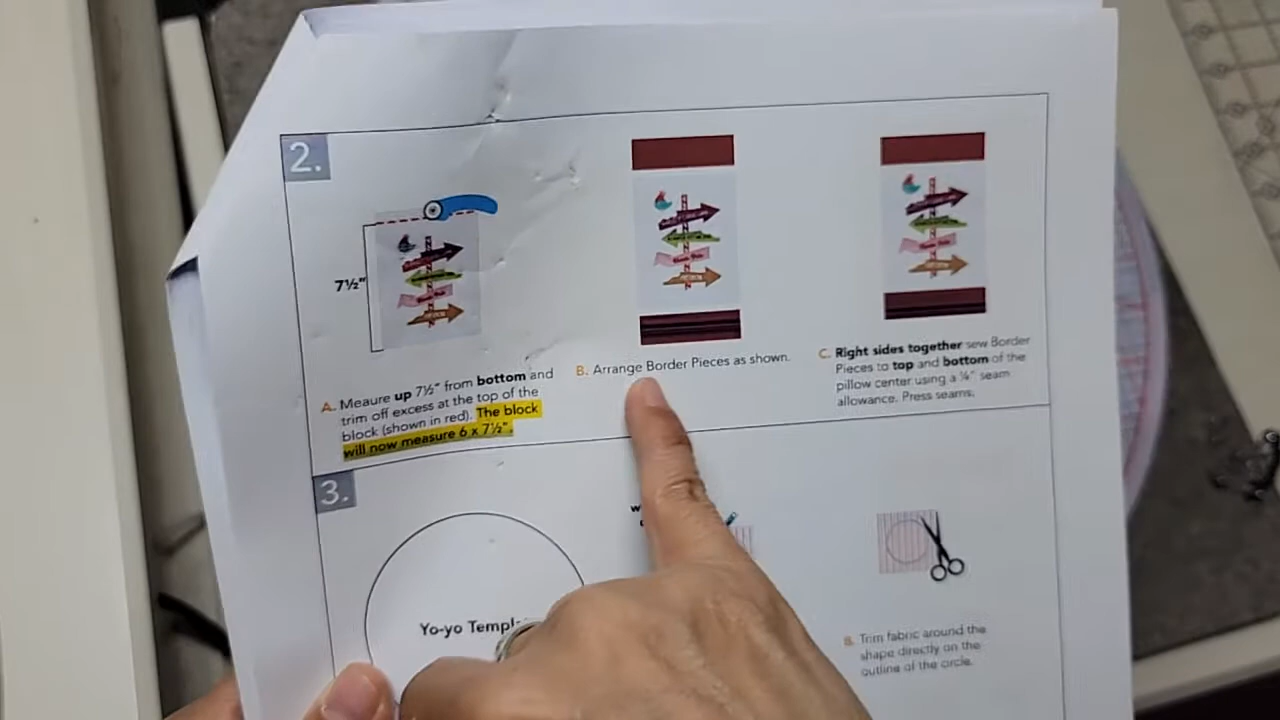 2.
7½"
A. Meaure up 7½" from bottom and
trim off excess at the top of the
block (shown in red). The block
will now measure 6 x 7½".
B. Arrange Border Pieces as shown.
C. Right sides together sew Border
Pieces to top and bottom of the
pillow center using a ¼" seam
allowance. Press seams.
3.
B. Trim fabric around the
shape directly on the
outline of the circle.
Yo-yo